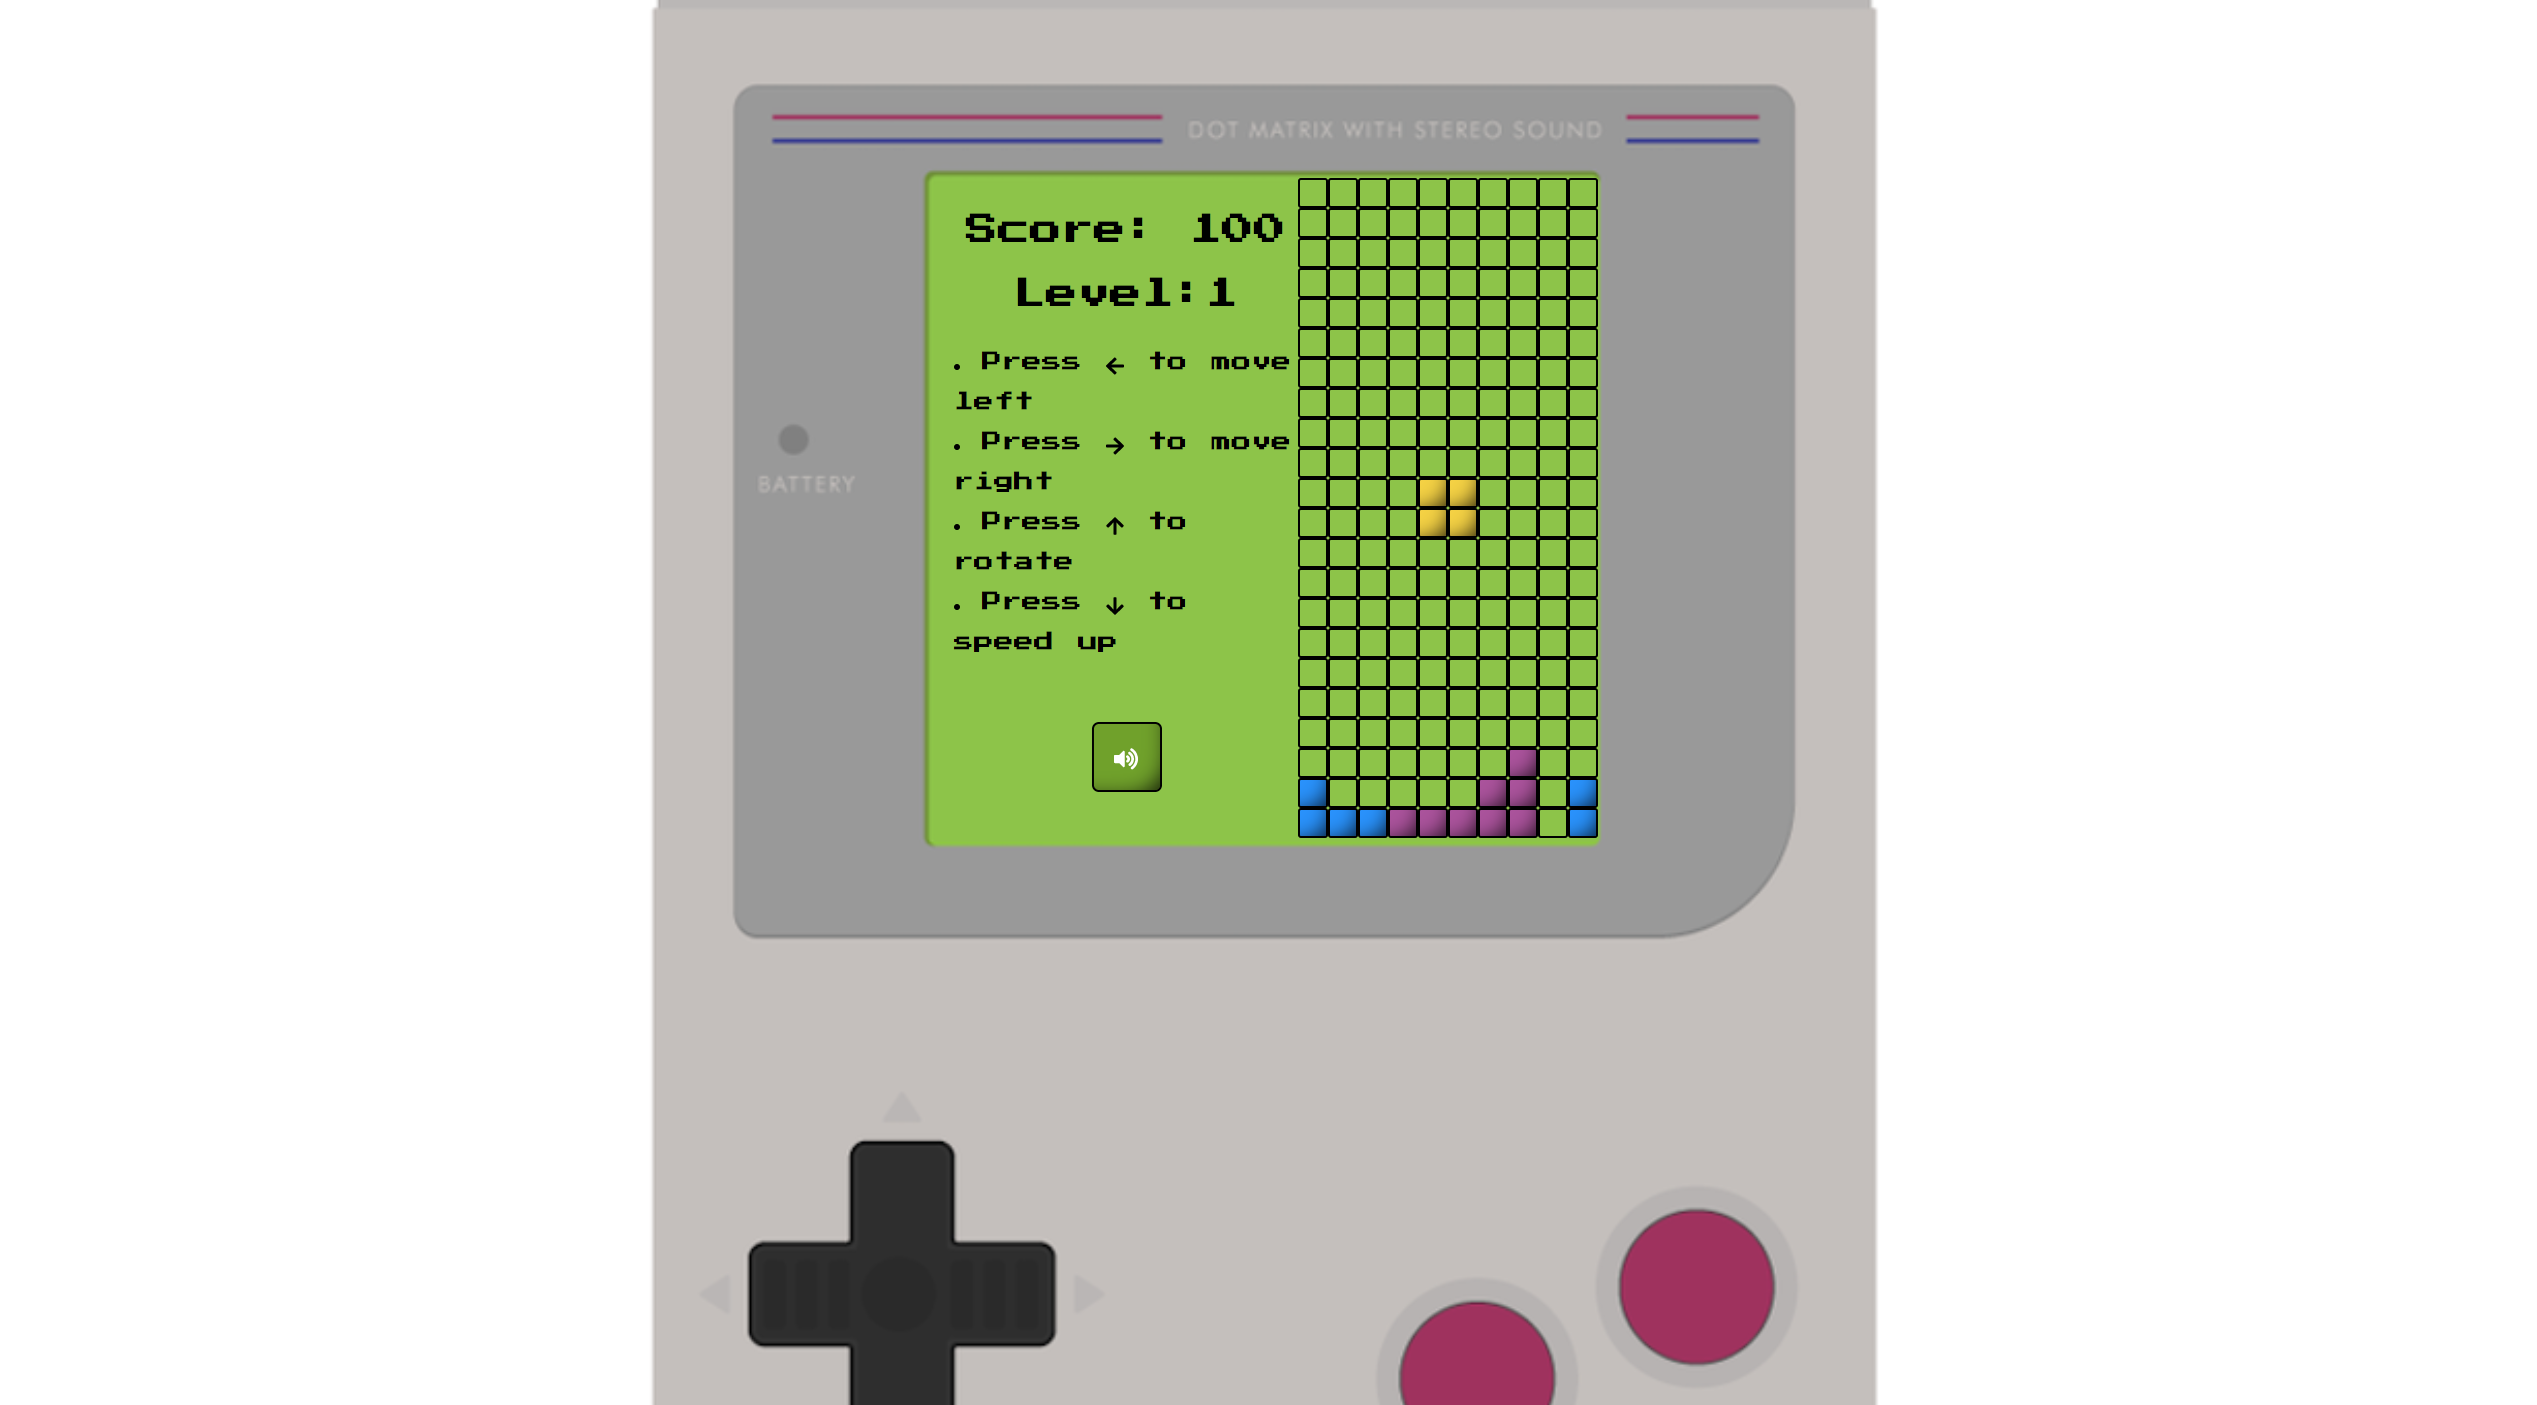 DOT MATRIX WITH STEREO SOUND
Score: 100
Level:1
. Press ← to move
left
. Press → to move
right
. Press ↑ to
rotate
. Press ↓ to
speed up
BATTERY